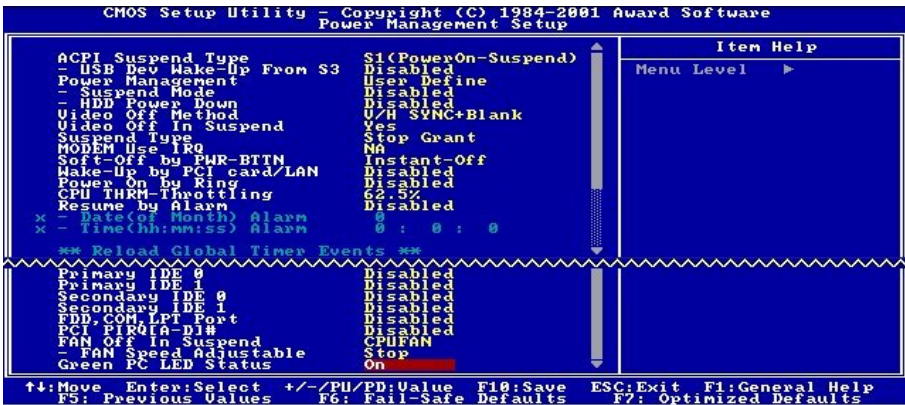 CMOS Setup Utility - Copyright (C) 1984-2001 Award Software
Power Management Setup
Item Help
Menu Level ▶
ACPI Suspend Type S1(PowerOn-Suspend)
- USB Dev Wake-Up From S3 Disabled
Power Management User Define
- Suspend Mode Disabled
- HDD Power Down Disabled
Video Off Method V/H SYNC+Blank
Video Off In Suspend Yes
Suspend Type Stop Grant
MODEM Use IRQ NA
Soft-Off by PWR-BTTN Instant-Off
Wake-Up by PCI card/LAN Disabled
Power On by Ring Disabled
CPU THRM-Throttling 62.5%
Resume by Alarm Disabled
x - Date(of Month) Alarm 0
x - Time(hh:mm:ss) Alarm 0 : 0 : 0
** Reload Global Timer Events **
Primary IDE 0 Disabled
Primary IDE 1 Disabled
Secondary IDE 0 Disabled
Secondary IDE 1 Disabled
FDD,COM,LPT Port Disabled
PCI PIRQ[A-D]# Disabled
FAN Off In Suspend CPUFAN
- FAN Speed Adjustable Stop
Green PC LED Status On
↑↓:Move Enter:Select +/-/PU/PD:Value F10:Save ESC:Exit F1:General Help
F5: Previous Values F6: Fail-Safe Defaults F7: Optimized Defaults